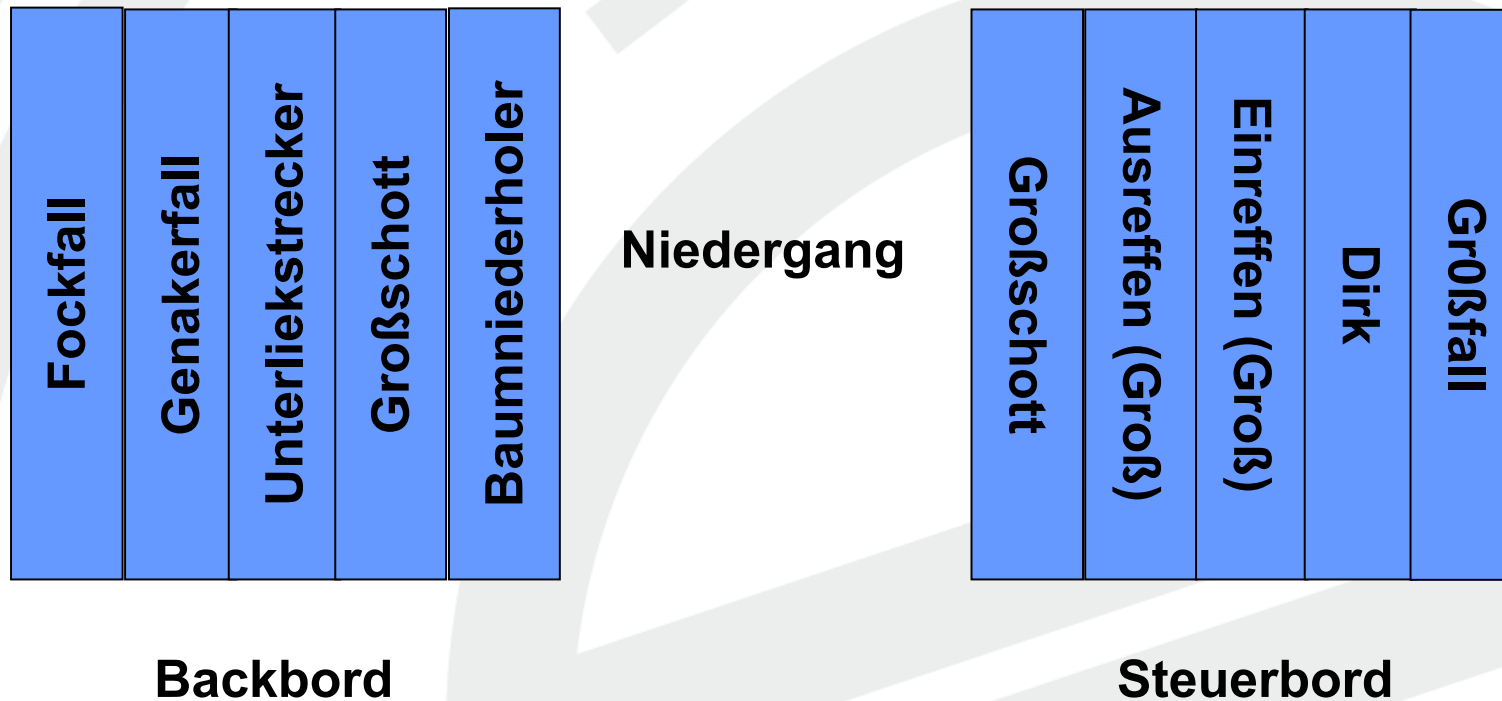 Fockfall
Genakerfall
Unterliekstrecker
Großschott
Baumniederholer
Niedergang
Großschott
Ausreffen (Groß)
Einreffen (Groß)
Dirk
Gr0ßfall
Backbord
Steuerbord